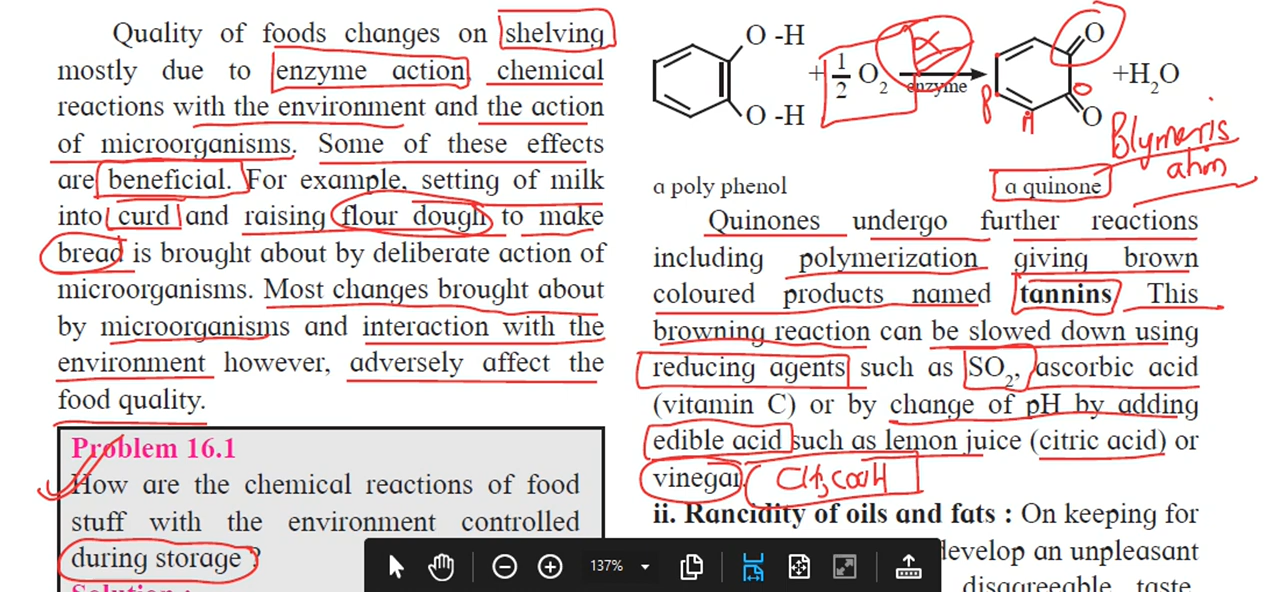 Quality of foods changes on shelving
mostly due to enzyme action, chemical
reactions with the environment and the action
of microorganisms. Some of these effects
are beneficial. For example, setting of milk
into curd and raising flour dough to make
bread is brought about by deliberate action of
microorganisms. Most changes brought about
by microorganisms and interaction with the
environment however, adversely affect the
food quality.
Problem 16.1
How are the chemical reactions of food
stuff with the environment controlled
during storage ?
Solution :
O -H
O -H
+ 1/2 O2
enzyme
O
O
+H2O
O
a poly phenol
a quinone
Quinones undergo further reactions
including polymerization giving brown
coloured products named tannins This
browning reaction can be slowed down using
reducing agents such as SO2, ascorbic acid
(vitamin C) or by change of pH by adding
edible acid such as lemon juice (citric acid) or
vinegar.
CH3COOH
ii. Rancidity of oils and fats : On keeping for
develop an unpleasant
disagreeable taste.
137%